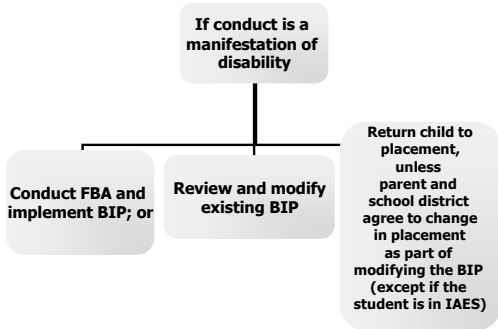 If conduct is a
manifestation of
disability
Conduct FBA and
implement BIP; or
Review and modify
existing BIP
Return child to
placement,
unless
parent and
school district
agree to change
in placement
as part of
modifying the BIP
(except if the
student is in IAES)